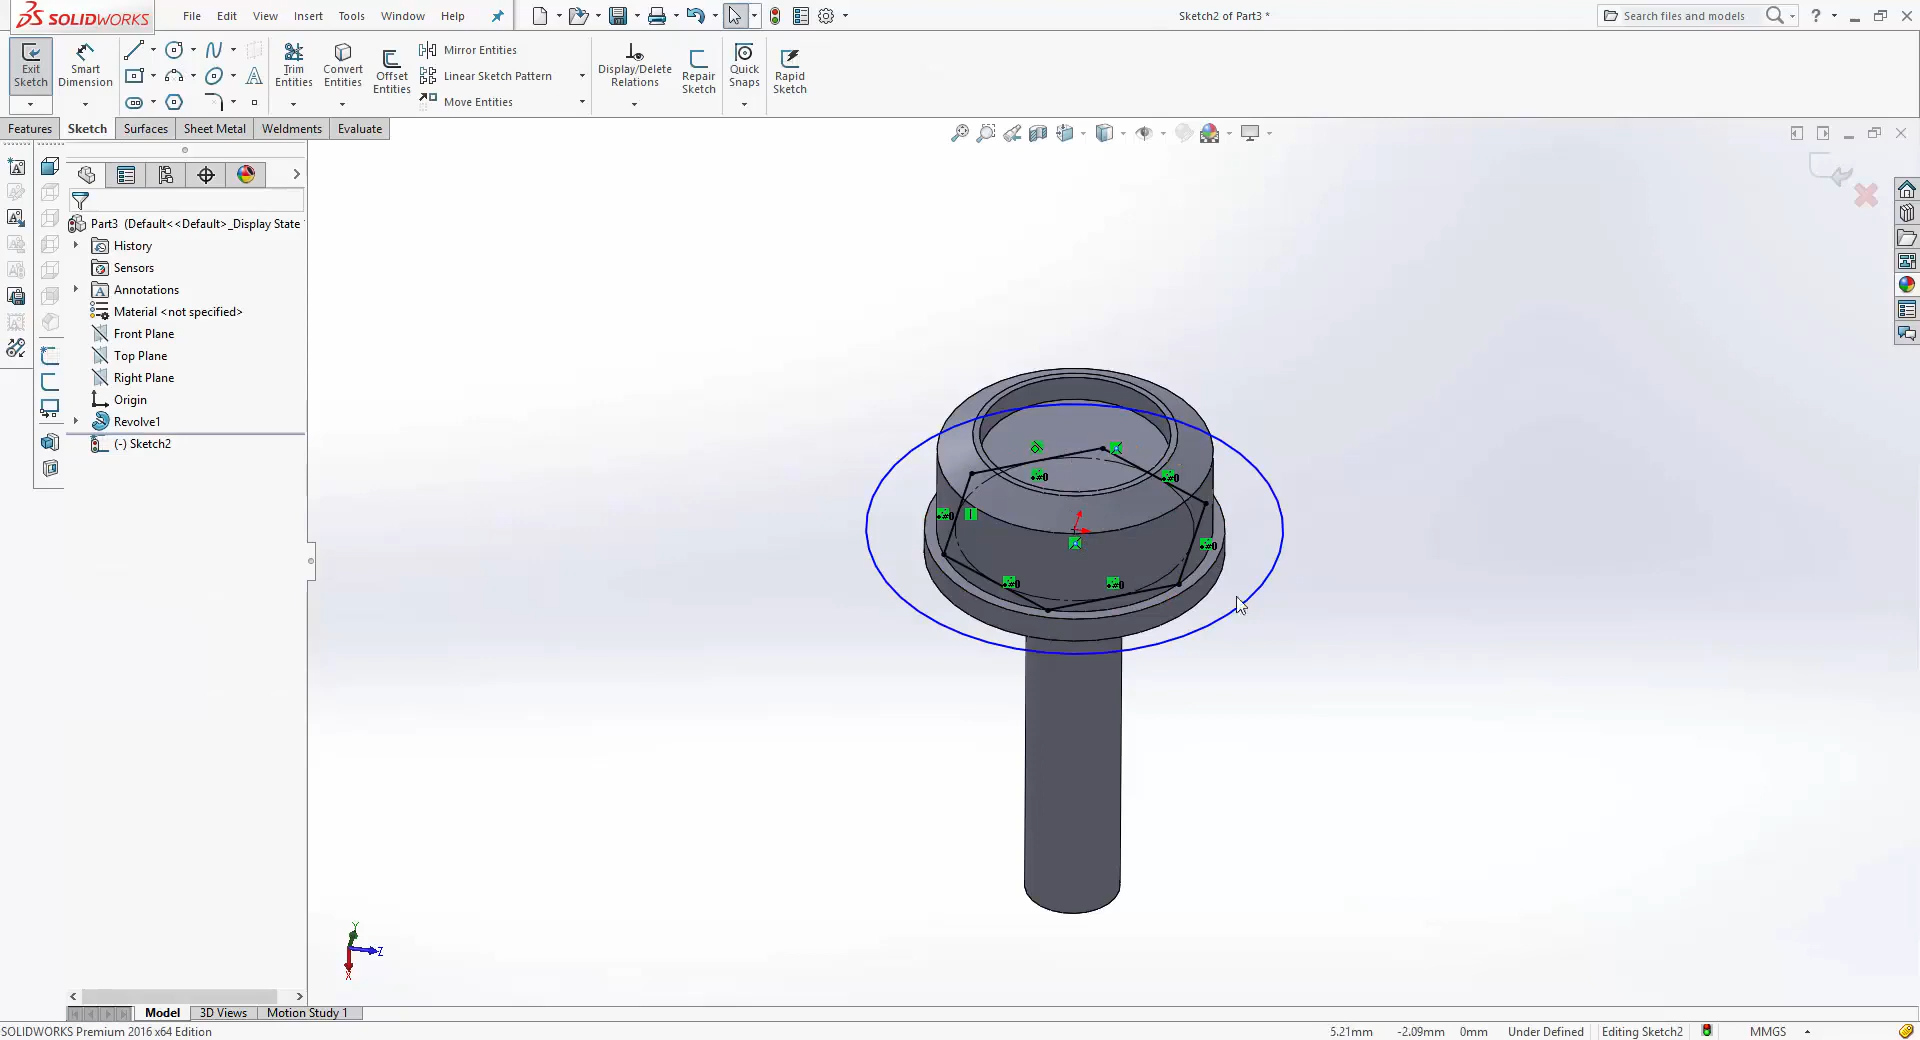 SOLIDWORKS File Edit View Insert Tools Window Help Sketch2 of Part3 * Search files and models ?
Exit Sketch Smart Dimension Trim Entities Convert Entities Offset Entities Mirror Entities Linear Sketch Pattern Move Entities Display/Delete Relations Repair Sketch Quick Snaps Rapid Sketch
Features Sketch Surfaces Sheet Metal Weldments Evaluate
Part3 (Default<<Default>_Display State
History
Sensors
Annotations
Material <not specified>
Front Plane
Top Plane
Right Plane
Origin
Revolve1
(-) Sketch2
Y
Z
X
Model 3D Views Motion Study 1
SOLIDWORKS Premium 2016 x64 Edition 5.21mm -2.09mm 0mm Under Defined Editing Sketch2 MMGS